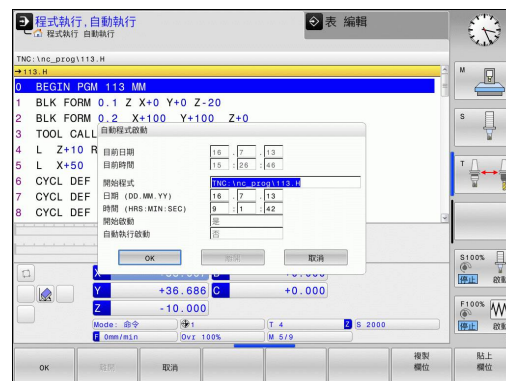 程式執行,自動執行
程式執行 自動執行
表 編輯
TNC:\nc_prog\113.H
→113.H
0 BEGIN PGM 113 MM
1 BLK FORM 0.1 Z X+0 Y+0 Z-20
2 BLK FORM 0.2 X+100 Y+100 Z+0
3 TOOL CALL
4 L Z+10 R
5 L X+50
6 CYCL DEF
7 CYCL DEF
8 CYCL DEF
自動程式啟動
目前日期 16 . 7 . 13
目前時間 15 : 26 : 46
開始程式 TNC:\nc_prog\113.H
日期 (DD.MM.YY) 16 . 7 . 13
時間 (HRS:MIN:SEC) 9 : 1 : 42
開始啟動 是
自動執行啟動 否
OK 取消
X
Y +36.686 C +0.000
Z -10.000
Mode: 命令 1 T 4 Z S 2000
F 0mm/min Ovr 100% M 5/9
M
S
T
S100%
停止 啟動
F100%
停止 啟動
OK 取消 複製 欄位 貼上 欄位